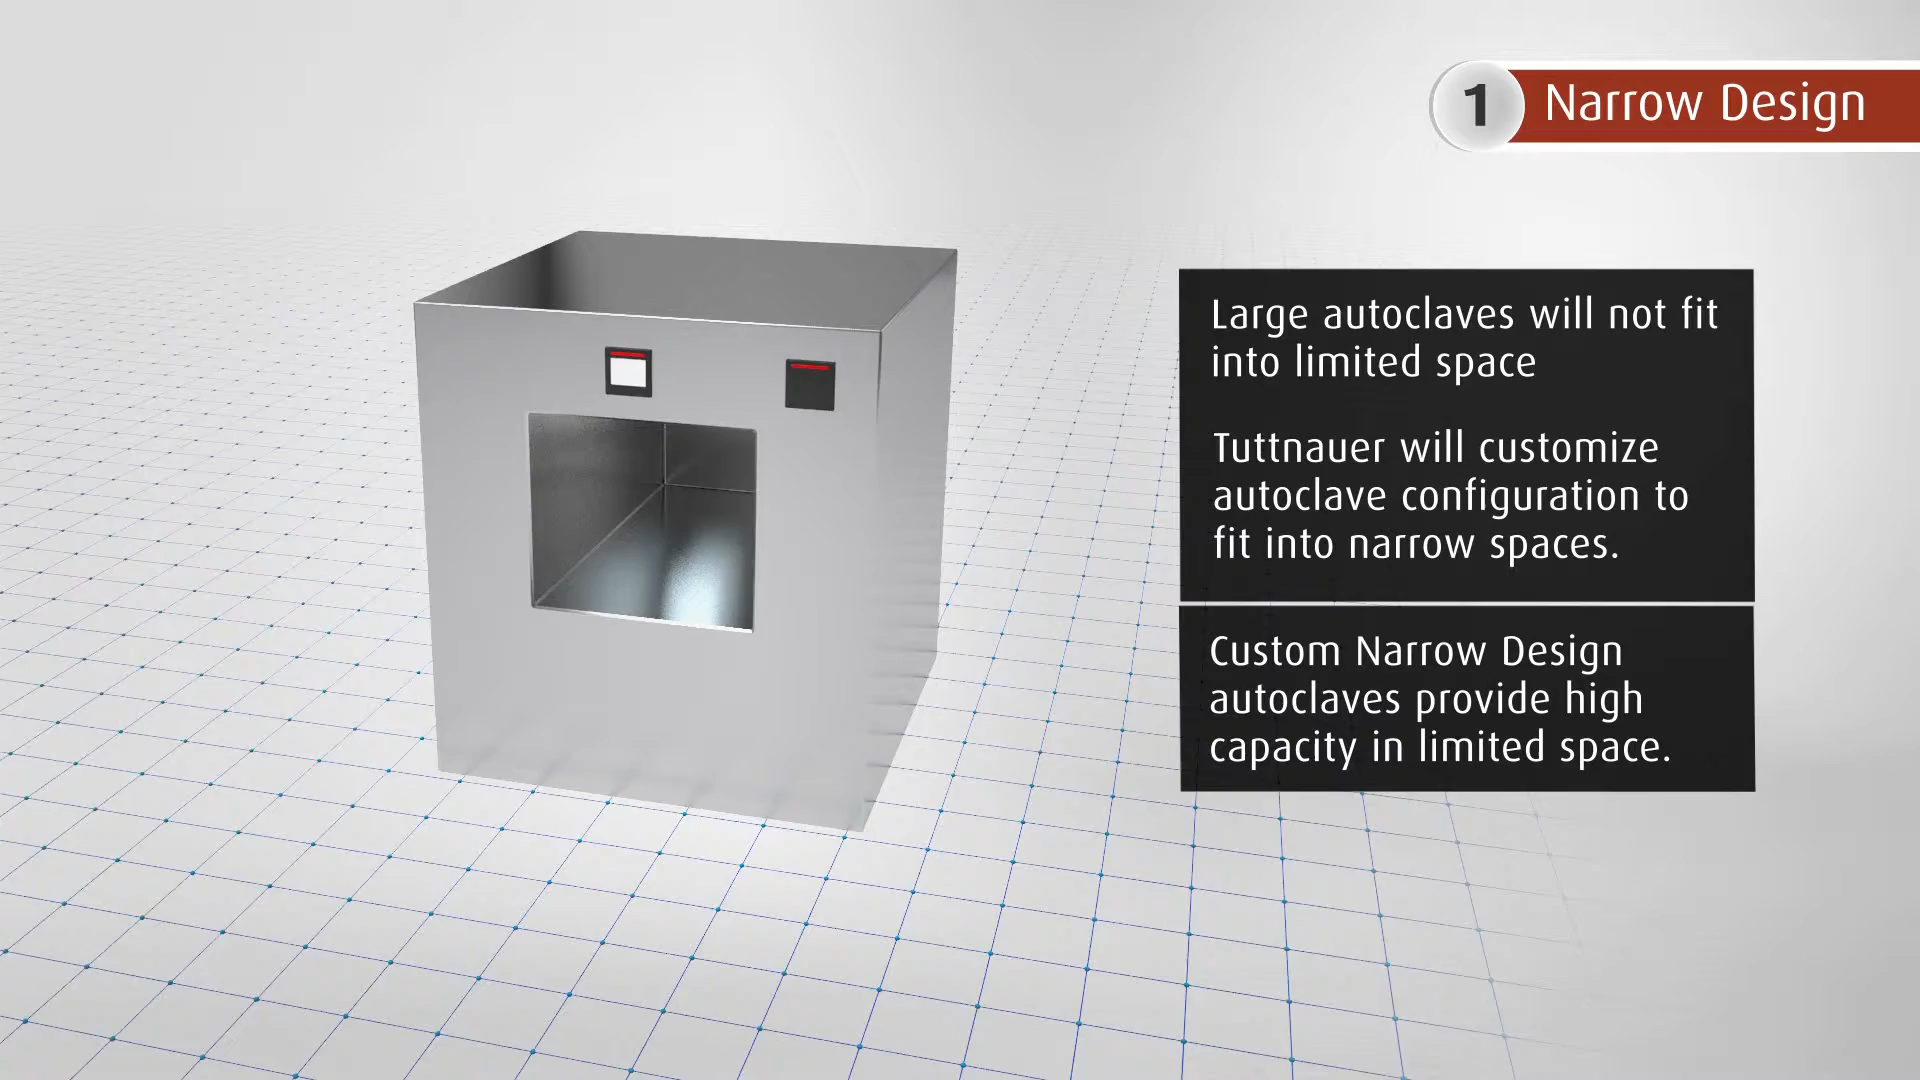 1 Narrow Design
Large autoclaves will not fit
into limited space
Tuttnauer will customize
autoclave configuration to
fit into narrow spaces.
Custom Narrow Design
autoclaves provide high
capacity in limited space.